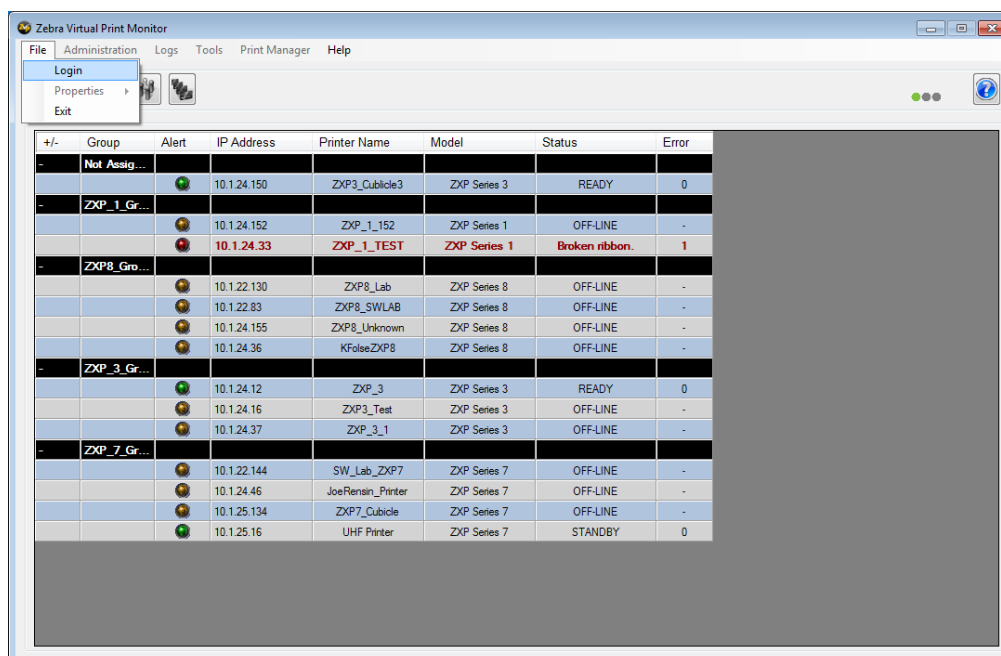 Zebra Virtual Print Monitor
File Administration Logs Tools Print Manager Help
Login
Properties
Exit
+/- Group Alert IP Address Printer Name Model Status Error
- Not Assig...
10.1.24.150 ZXP3_Cublicle3 ZXP Series 3 READY 0
- ZXP_1_Gr...
10.1.24.152 ZXP_1_152 ZXP Series 1 OFF-LINE -
10.1.24.33 ZXP_1_TEST ZXP Series 1 Broken ribbon. 1
- ZXP8_Gro...
10.1.22.130 ZXP8_Lab ZXP Series 8 OFF-LINE -
10.1.22.83 ZXP8_SWLAB ZXP Series 8 OFF-LINE -
10.1.24.155 ZXP8_Unknown ZXP Series 8 OFF-LINE -
10.1.24.36 KFolseZXP8 ZXP Series 8 OFF-LINE -
- ZXP_3_Gr...
10.1.24.12 ZXP_3 ZXP Series 3 READY 0
10.1.24.16 ZXP3_Test ZXP Series 3 OFF-LINE -
10.1.24.37 ZXP_3_1 ZXP Series 3 OFF-LINE -
- ZXP_7_Gr...
10.1.22.144 SW_Lab_ZXP7 ZXP Series 7 OFF-LINE -
10.1.24.46 JoeRensin_Printer ZXP Series 7 OFF-LINE -
10.1.25.134 ZXP7_Cubicle ZXP Series 7 OFF-LINE -
10.1.25.16 UHF Printer ZXP Series 7 STANDBY 0